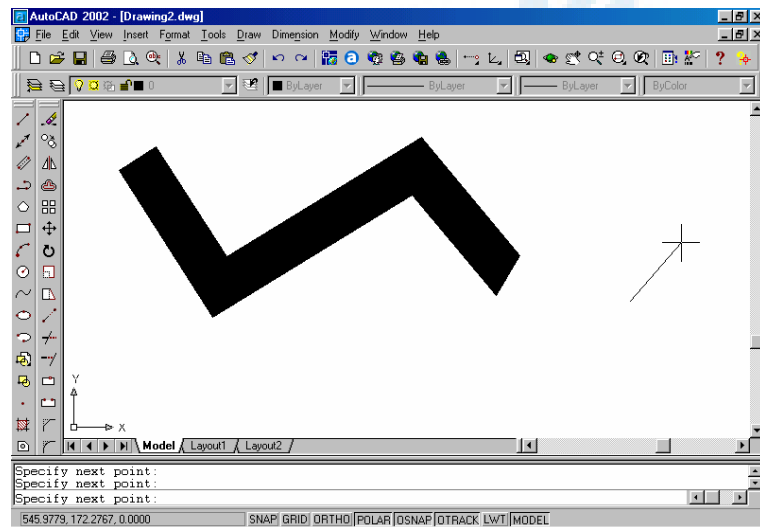 AutoCAD 2002 - [Drawing2.dwg]
File Edit View Insert Format Tools Draw Dimension Modify Window Help
0 ByLayer ByLayer ByLayer ByColor
Y
X
Model Layout1 Layout2
Specify next point:
Specify next point:
Specify next point:
545.9779, 172.2767, 0.0000 SNAP GRID ORTHO POLAR OSNAP OTRACK LWT MODEL